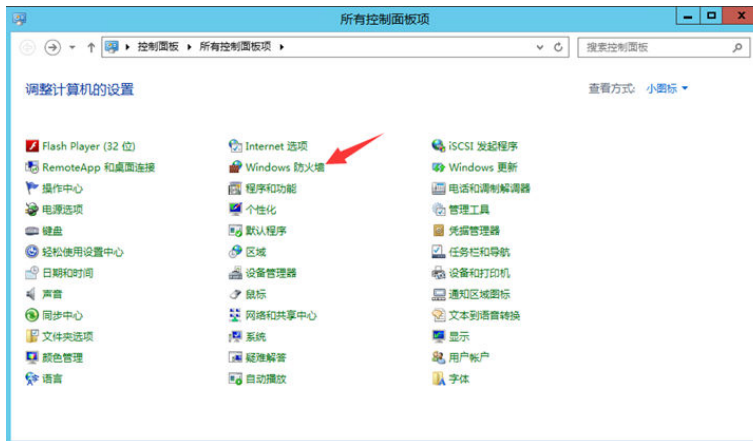 所有控制面板项
控制面板 所有控制面板项 搜索控制面板
调整计算机的设置 查看方式: 小图标
Flash Player (32 位) Internet 选项 iSCSI 发起程序
RemoteApp 和桌面连接 Windows 防火墙 Windows 更新
操作中心 程序和功能 电话和调制解调器
电源选项 个性化 管理工具
键盘 默认程序 凭据管理器
轻松使用设置中心 区域 任务栏和导航
日期和时间 设备管理器 设备和打印机
声音 鼠标 通知区域图标
同步中心 网络和共享中心 文本到语音转换
文件夹选项 系统 显示
颜色管理 疑难解答 用户帐户
语言 自动播放 字体